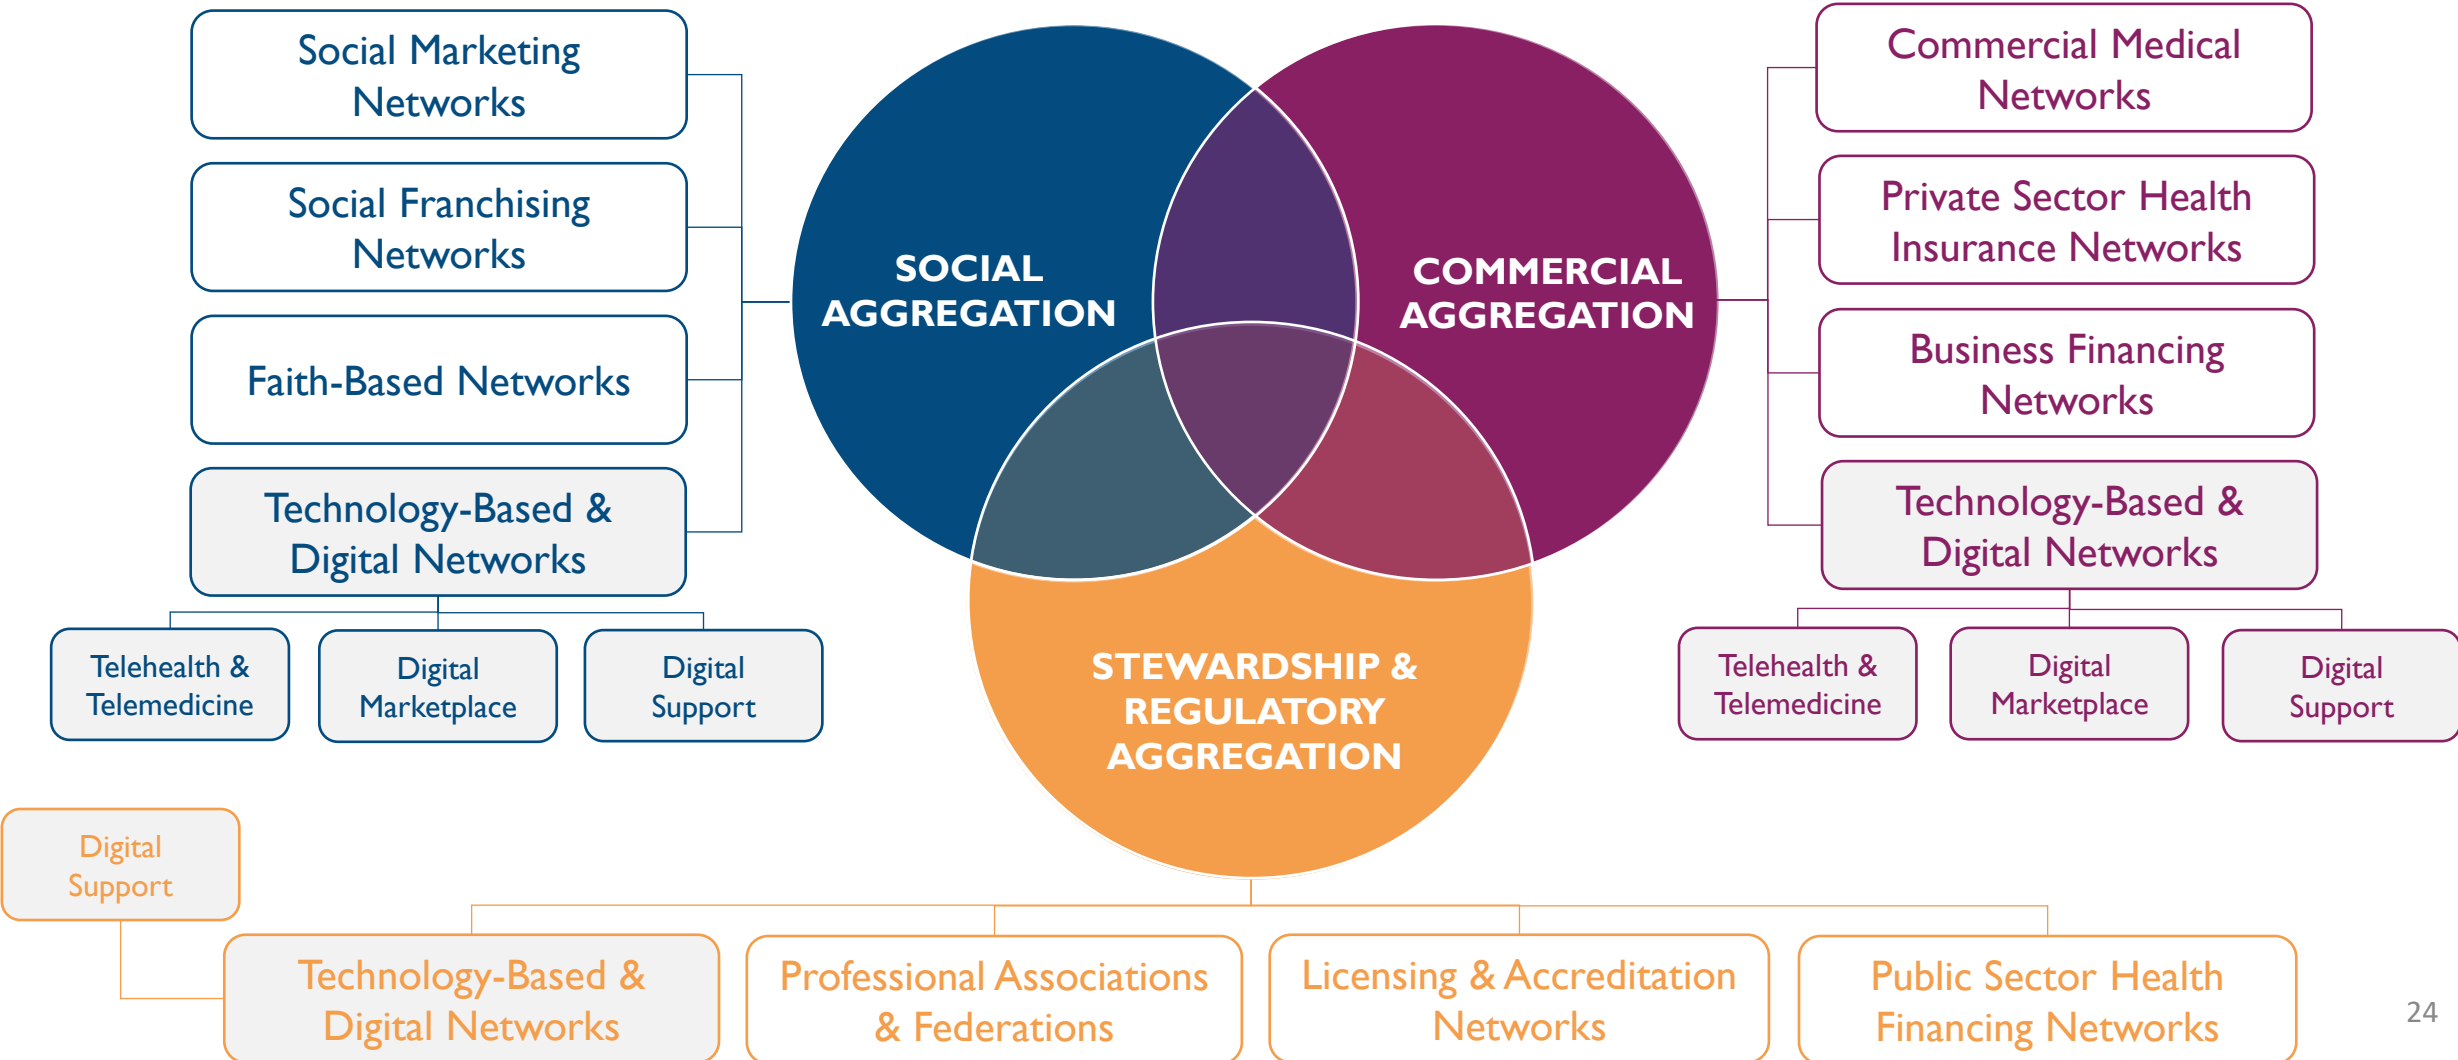 Social Marketing
Networks
Social Franchising
Networks
Faith-Based Networks
Technology-Based &
Digital Networks
Telehealth &
Telemedicine
Digital
Marketplace
Digital
Support
SOCIAL
AGGREGATION
COMMERCIAL
AGGREGATION
STEWARDSHIP &
REGULATORY
AGGREGATION
Commercial Medical
Networks
Private Sector Health
Insurance Networks
Business Financing
Networks
Technology-Based &
Digital Networks
Telehealth &
Telemedicine
Digital
Marketplace
Digital
Support
Digital
Support
Technology-Based &
Digital Networks
Professional Associations
& Federations
Licensing & Accreditation
Networks
Public Sector Health
Financing Networks
24